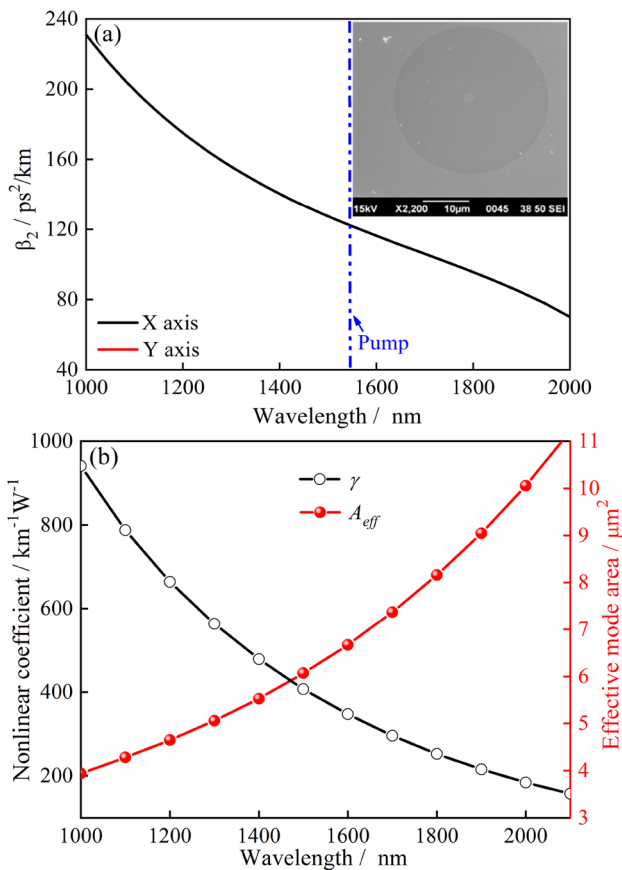 (a)
240
200
160
120
80
40
β2 / ps²/km
15kV X2,200 10μm 0045 38 50 SEI
X axis
Y axis
Pump
1000 1200 1400 1600 1800 2000
Wavelength / nm
(b)
1000
800
600
400
200
Nonlinear coefficient / km⁻¹W⁻¹
γ
Aeff
11
10
9
8
7
6
5
4
3
Effective mode area / μm²
1000 1200 1400 1600 1800 2000
Wavelength / nm